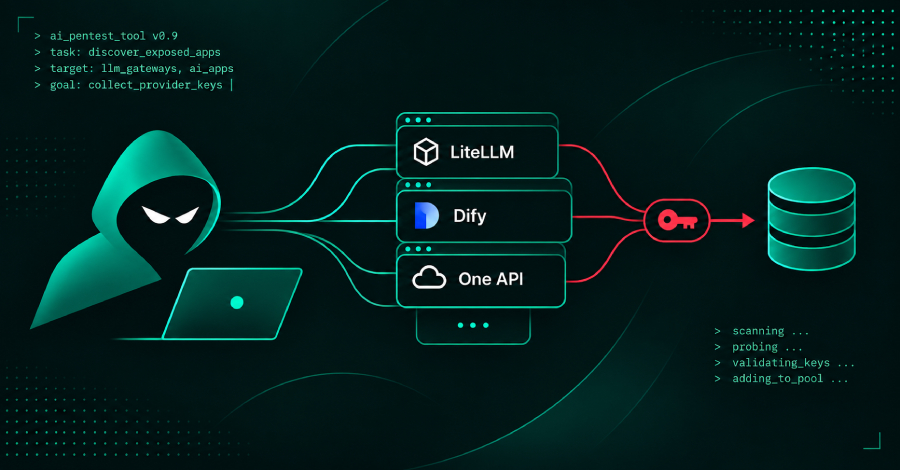 > ai_pentest_tool v0.9
> task: discover_exposed_apps
> target: llm_gateways, ai_apps
> goal: collect_provider_keys |
LiteLLM
Dify
One API
> scanning ...
> probing ...
> validating_keys ...
> adding_to_pool ...